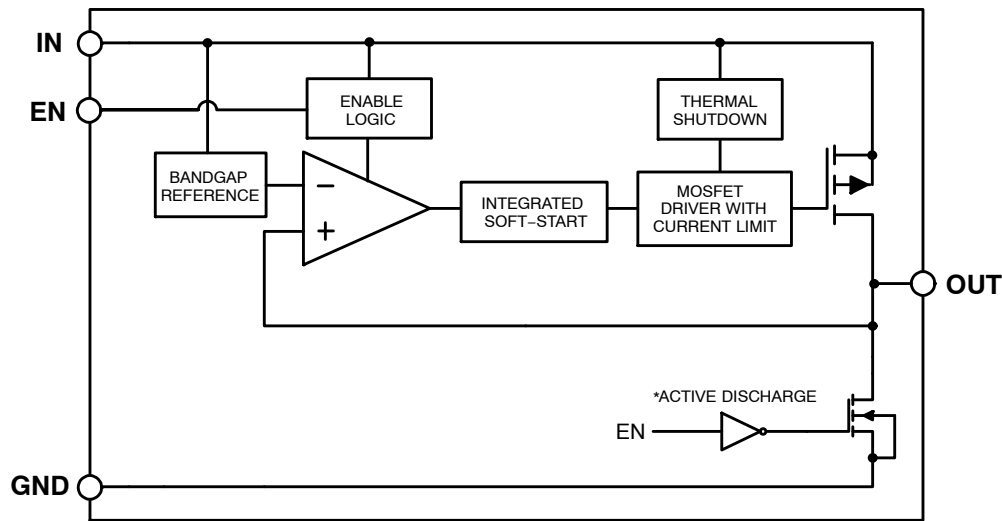 IN
EN
ENABLE
LOGIC
THERMAL
SHUTDOWN
BANDGAP
REFERENCE
−
+
INTEGRATED
SOFT−START
MOSFET
DRIVER WITH
CURRENT LIMIT
OUT
*ACTIVE DISCHARGE
EN
GND